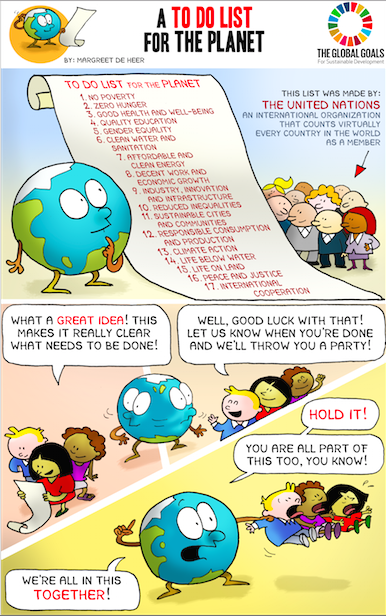 A TO DO LIST
FOR THE PLANET
BY: MARGREET DE HEER
THE GLOBAL GOALS
For Sustainable Development
TO DO LIST FOR THE PLANET
1. NO POVERTY
2. ZERO HUNGER
3. GOOD HEALTH AND WELL-BEING
4. QUALITY EDUCATION
5. GENDER EQUALITY
6. CLEAN WATER AND
SANITATION
7. AFFORDABLE AND
CLEAN ENERGY
8. DECENT WORK AND
ECONOMIC GROWTH
9. INDUSTRY, INNOVATION
AND INFRASTRUCTURE
10. REDUCED INEQUALITIES
11. SUSTAINABLE CITIES
AND COMMUNITIES
12. RESPONSIBLE CONSUMPTION
AND PRODUCTION
13. CLIMATE ACTION
14. LIFE BELOW WATER
15. LIFE ON LAND
16. PEACE AND JUSTICE
17. INTERNATIONAL
COOPERATION
THIS LIST WAS MADE BY:
THE UNITED NATIONS
AN INTERNATIONAL ORGANIZATION
THAT COUNTS VIRTUALLY
EVERY COUNTRY IN THE WORLD
AS A MEMBER
WHAT A GREAT IDEA! THIS
MAKES IT REALLY CLEAR
WHAT NEEDS TO BE DONE!
WELL, GOOD LUCK WITH THAT!
LET US KNOW WHEN YOU'RE DONE
AND WE'LL THROW YOU A PARTY!
HOLD IT!
YOU ARE ALL PART OF
THIS TOO, YOU KNOW!
WE'RE ALL IN THIS
TOGETHER!